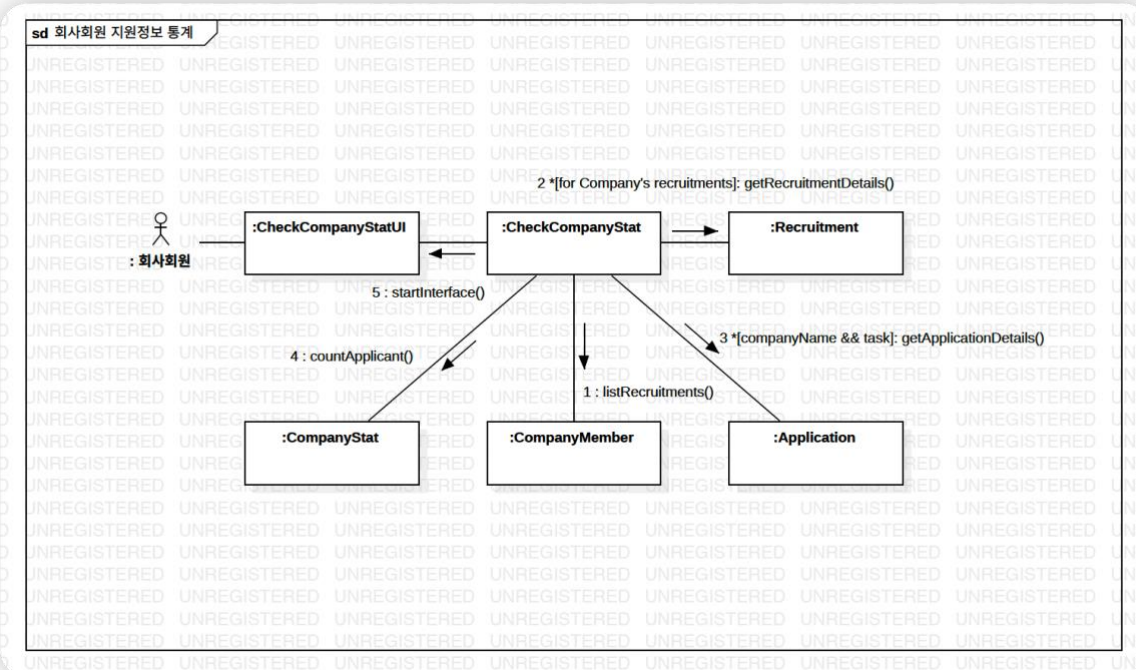 sd 회사회원 지원정보 통계
2 *[for Company's recruitments]: getRecruitmentDetails()
:CheckCompanyStatUI
:CheckCompanyStat
:Recruitment
: 회사회원
5 : startInterface()
3 *[companyName && task]: getApplicationDetails()
4 : countApplicant()
1 : listRecruitments()
:CompanyStat
:CompanyMember
:Application
UNREGISTERED